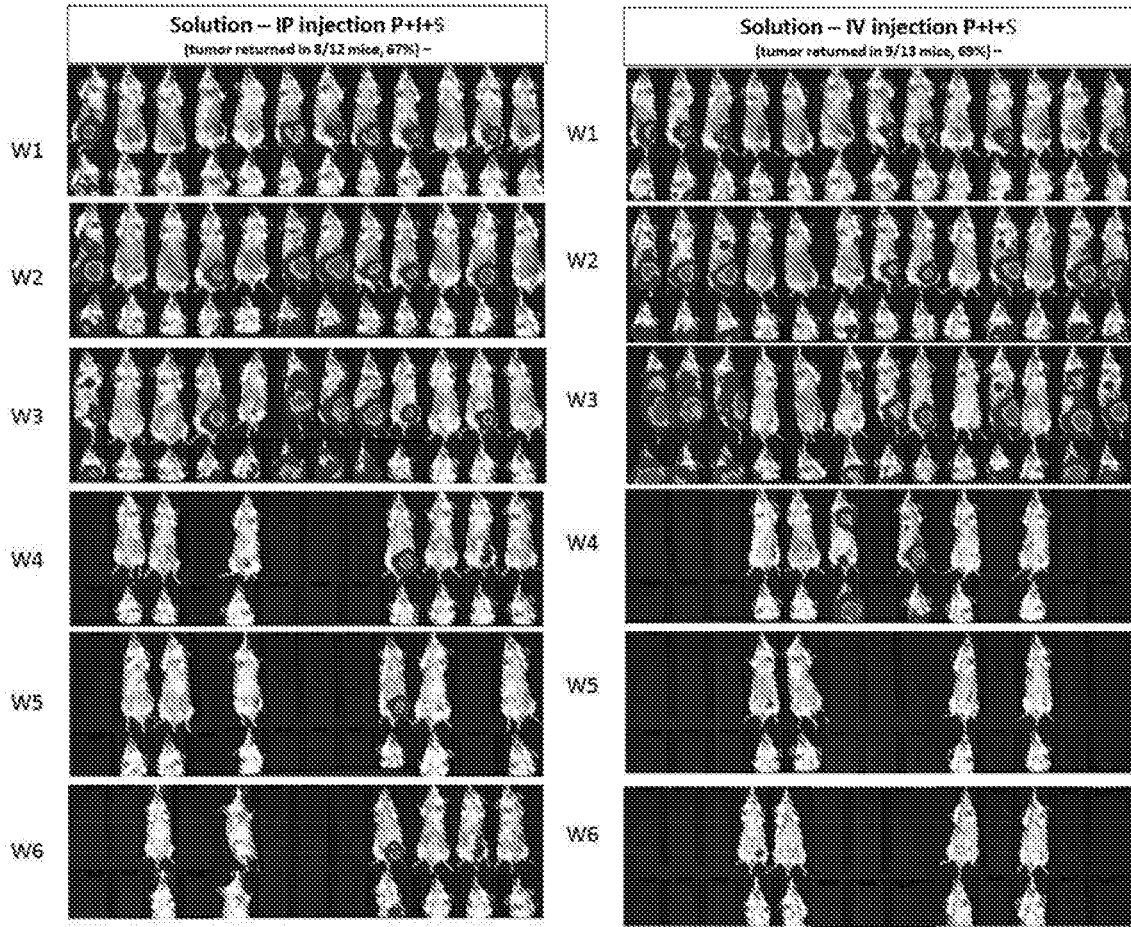 Solution – IP injection P+I+S
(tumor returned in 8/12 mice, 67%) –
W1
W2
W3
W4
W5
W6
Solution – IV injection P+I+S
(tumor returned in 9/13 mice, 69%) –
W1
W2
W3
W4
W5
W6